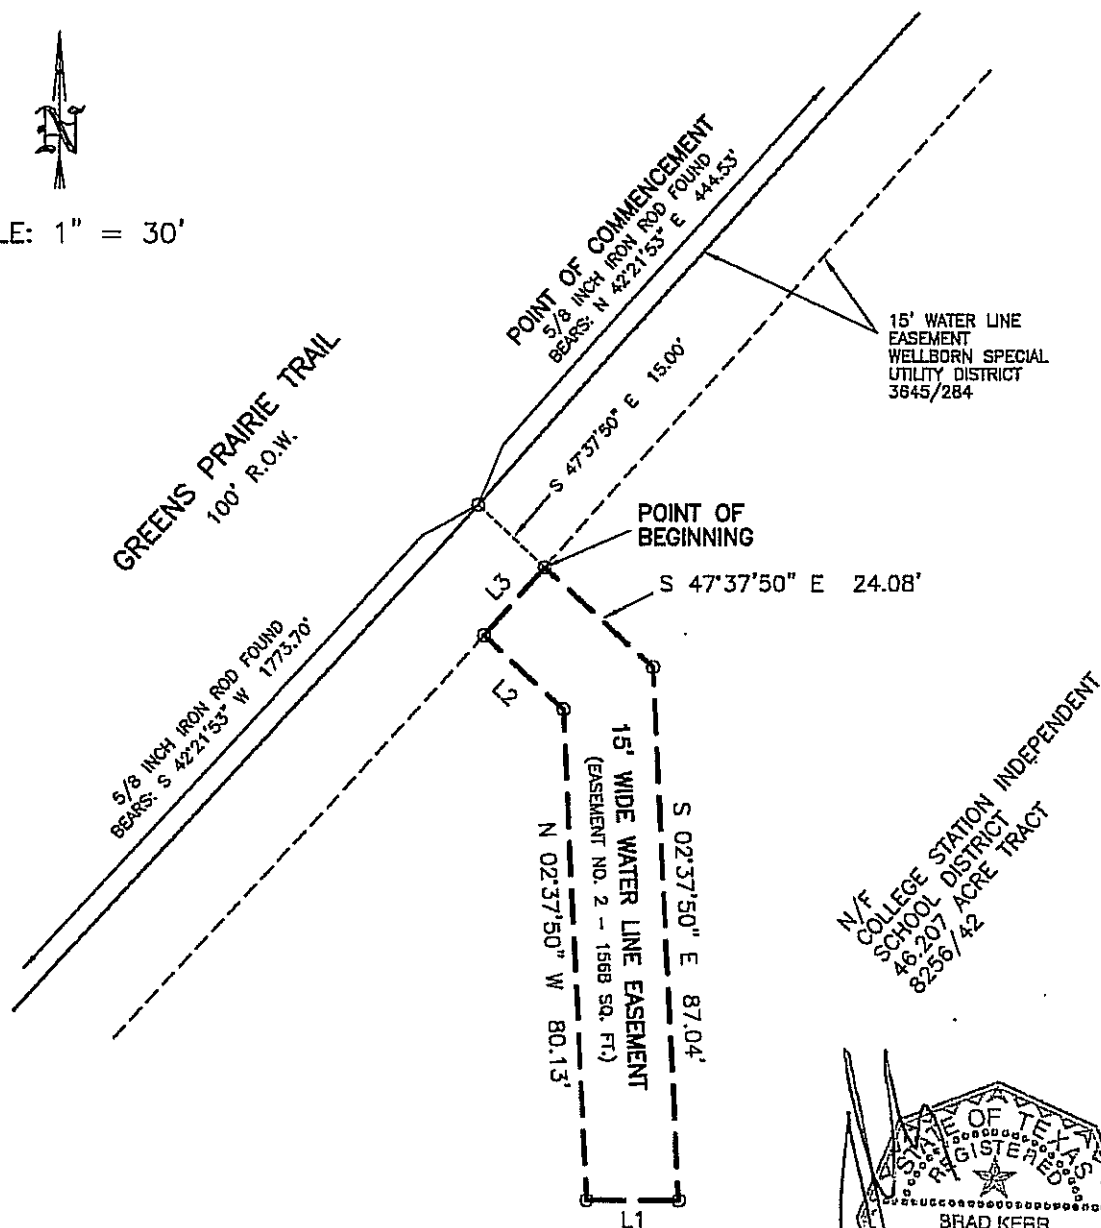 LE: 1" = 30'
POINT OF COMMENCEMENT
5/8 INCH IRON ROD FOUND
BEARS: N 42°21'53" E 444.53'
15' WATER LINE
EASEMENT
WELLBORN SPECIAL
UTILITY DISTRICT
3645/284
GREENS PRAIRIE TRAIL
100' R.O.W.
S 47°37'50" E 15.00'
POINT OF
BEGINNING
S 47°37'50" E 24.08'
L3
L2
5/8 INCH IRON ROD FOUND
BEARS: S 42°21'53" W 1773.70'
15' WIDE WATER LINE EASEMENT
(EASEMENT NO. 2 - 1568 SQ. FT.)
S 02°37'50" E 87.04'
N 02°37'50" W 80.13'
L1
N/F
COLLEGE STATION INDEPENDENT
SCHOOL DISTRICT
46.207 ACRE TRACT
8256/42
STATE OF TEXAS
REGISTERED
BRAD KERR